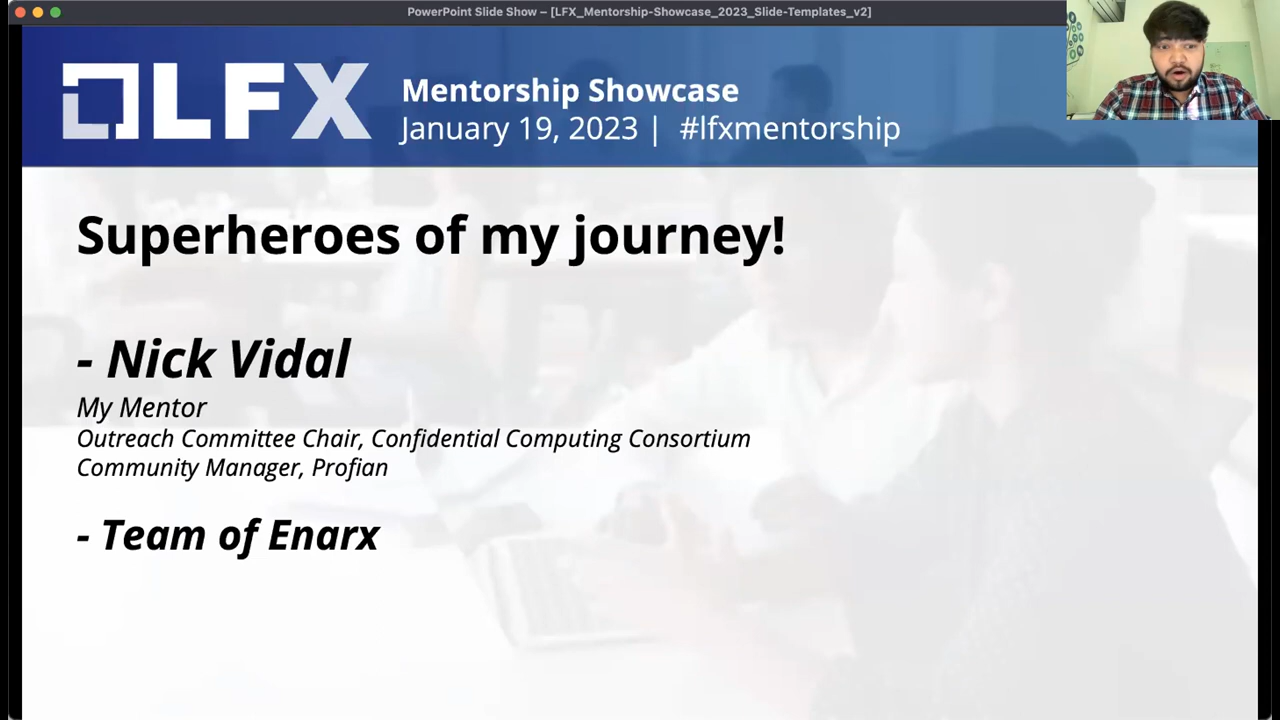 PowerPoint Slide Show – [LFX_Mentorship-Showcase_2023_Slide-Templates_v2]
LFX
Mentorship Showcase
January 19, 2023 | #lfxmentorship
Superheroes of my journey!
- Nick Vidal
My Mentor
Outreach Committee Chair, Confidential Computing Consortium
Community Manager, Profian
- Team of Enarx